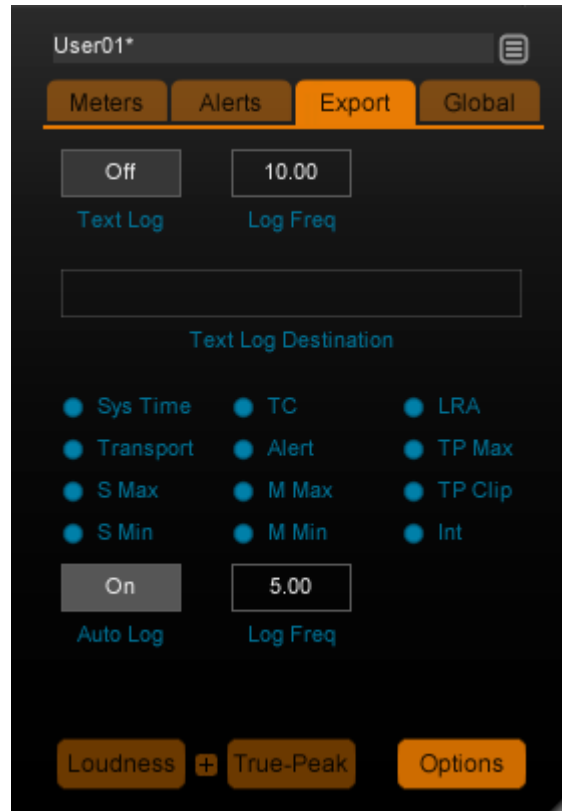 User01*
Meters Alerts Export Global
Off 10.00
Text Log Log Freq
Text Log Destination
Sys Time TC LRA
Transport Alert TP Max
S Max M Max TP Clip
S Min M Min Int
On 5.00
Auto Log Log Freq
Loudness + True-Peak Options